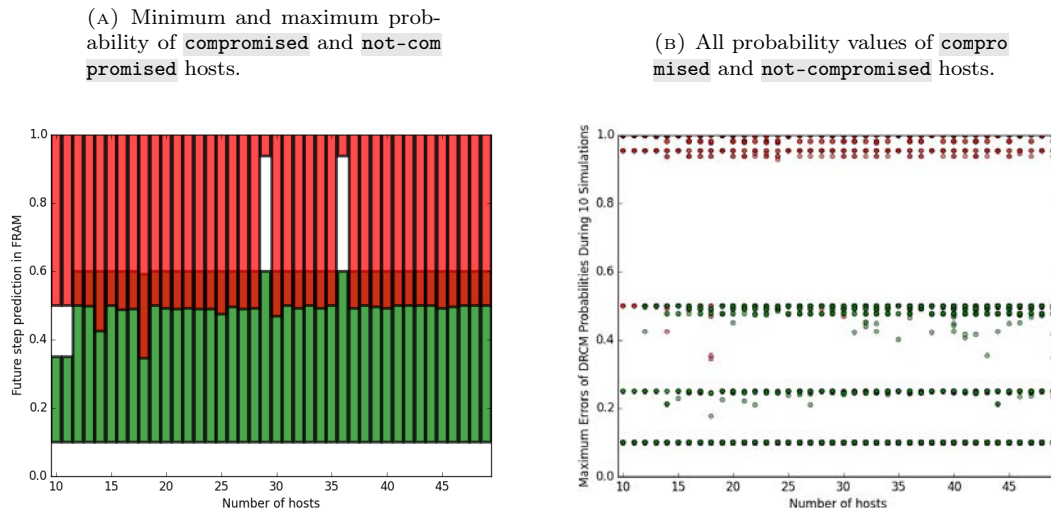 (A) Minimum and maximum prob-
ability of compromised and not-com
promised hosts.
(B) All probability values of compro
mised and not-compromised hosts.
Future step prediction in FRAM
1.0
0.8
0.6
0.4
0.2
0.0
10 15 20 25 30 35 40 45
Number of hosts
Maximum Errors of DRCM Probabilities During 10 Simulations
1.0
0.8
0.6
0.4
0.2
0.0
10 15 20 25 30 35 40 45
Number of hosts